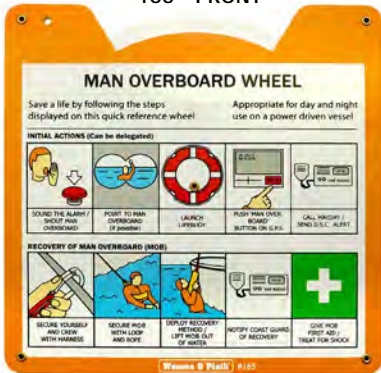 MAN OVERBOARD WHEEL
Save a life by following the steps
displayed on this quick reference wheel
Appropriate for day and night
use on a power driven vessel
INITIAL ACTIONS (Can be delegated)
SOUND THE ALARM /
SHOUT MAN
OVERBOARD
POINT TO MAN
OVERBOARD
(if possible)
LAUNCH
LIFEBUOY
PUSH 'MAN OVER
BOARD'
BUTTON ON G.P.S.
CALL MAYDAY /
SEND D.S.C. ALERT
RECOVERY OF MAN OVERBOARD (MOB)
SECURE YOURSELF
AND CREW
WITH HARNESS
SECURE MOB
WITH LOOP
AND ROPE
DEPLOY RECOVERY
METHOD /
LIFT MOB OUT
OF WATER
NOTIFY COAST GUARD
OF RECOVERY
GIVE MOB
FIRST AID /
TREAT FOR SHOCK
Weems & Plath #165